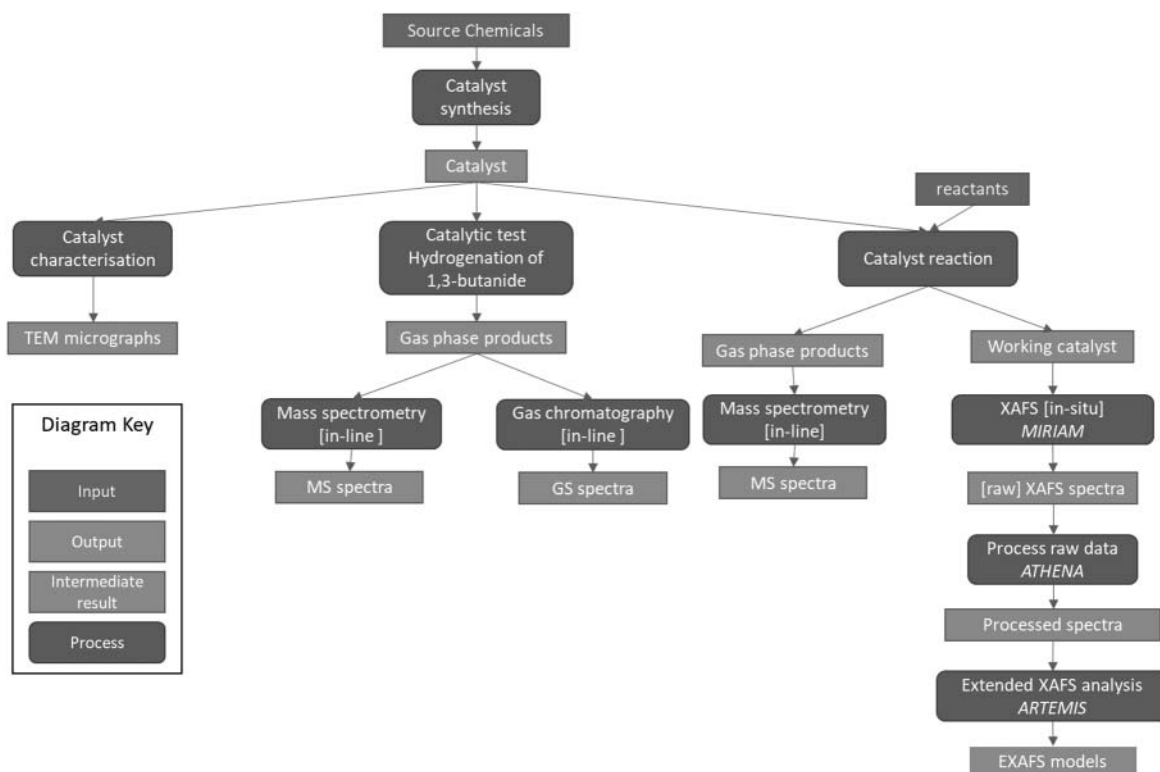 Source Chemicals
Catalyst
synthesis
Catalyst
reactants
Catalyst
characterisation
Catalytic test
Hydrogenation of
1,3-butanide
Catalyst reaction
TEM micrographs
Gas phase products
Gas phase products
Working catalyst
Mass spectrometry
[in-line ]
Gas chromatography
[in-line ]
Mass spectrometry
[in-line]
XAFS [in-situ]
MIRIAM
MS spectra
GS spectra
MS spectra
[raw] XAFS spectra
Process raw data
ATHENA
Processed spectra
Extended XAFS analysis
ARTEMIS
EXAFS models
Diagram Key
Input
Output
Intermediate
result
Process